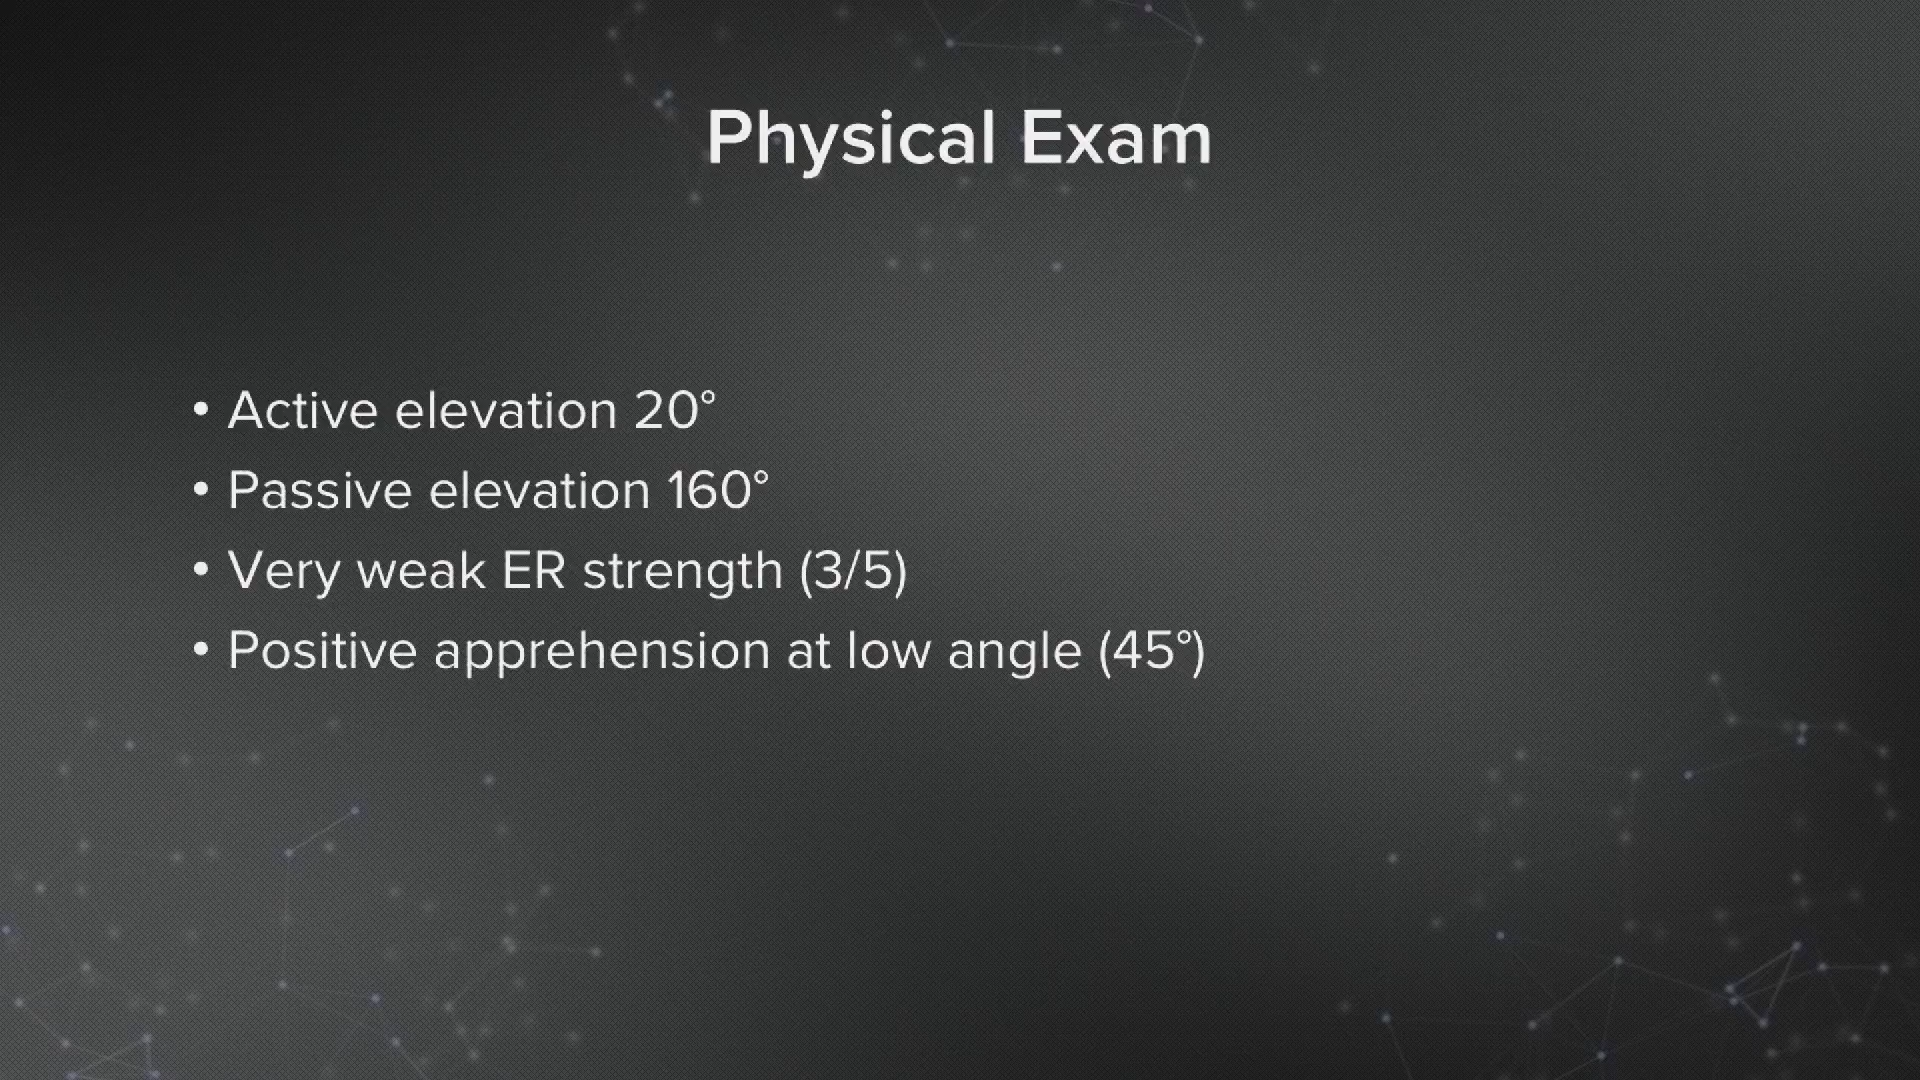 Physical Exam
• Active elevation 20°
• Passive elevation 160°
• Very weak ER strength (3/5)
• Positive apprehension at low angle (45°)